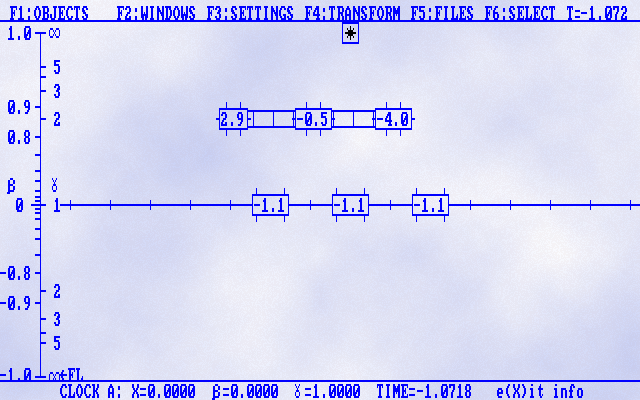 F1:OBJECTS F2:WINDOWS F3:SETTINGS F4:TRANSFORM F5:FILES F6:SELECT T=-1.072
1.0 ∞
5
3
0.9 2 2.9 -0.5 -4.0
0.8
β γ
0 1 -1.1 -1.1 -1.1
-0.8
2
-0.9
3
5
-1.0 ∞←FL
CLOCK A: X=0.0000 β=0.0000 γ=1.0000 TIME=-1.0718 e(X)it info